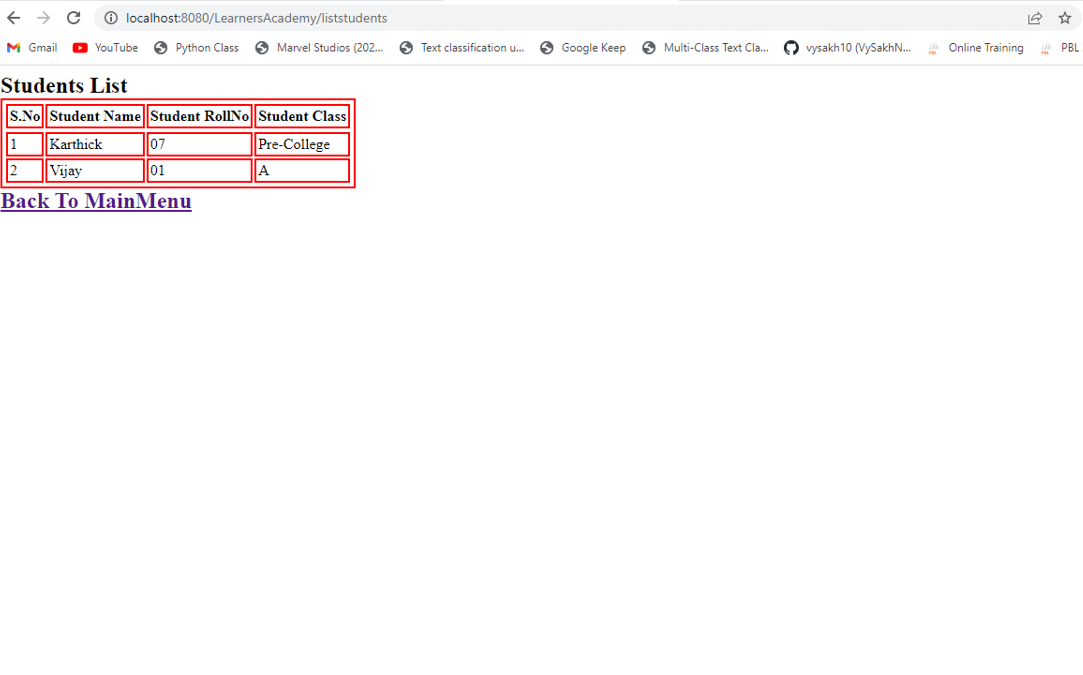 localhost:8080/LearnersAcademy/liststudents
Gmail YouTube Python Class Marvel Studios (202... Text classification u... Google Keep Multi-Class Text Cla... vysakh10 (VySakhN... Online Training PBL
Students List
S.No Student Name Student RollNo Student Class
1 Karthick 07 Pre-College
2 Vijay 01 A
Back To MainMenu